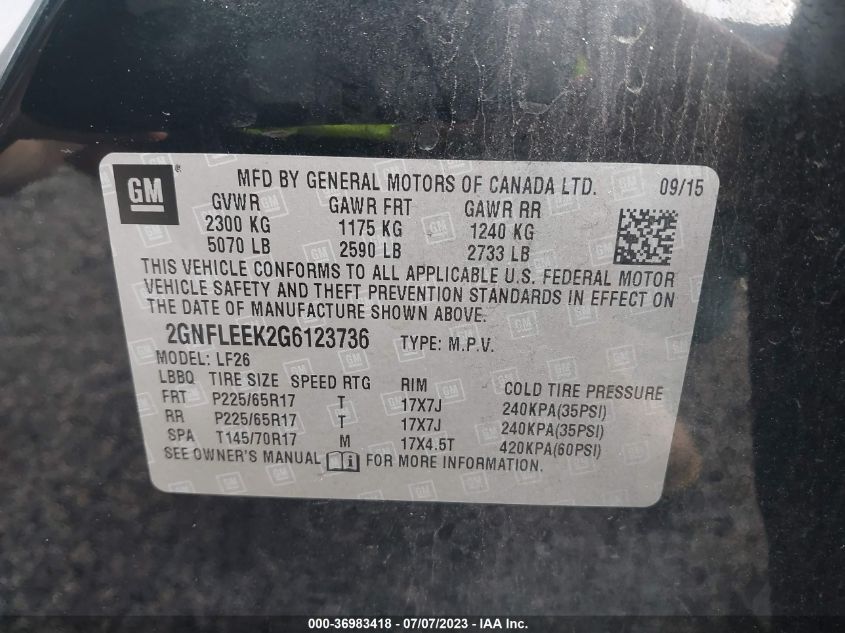 GM
MFD BY GENERAL MOTORS OF CANADA LTD. 09/15
GVWR GAWR FRT GAWR RR
2300 KG 1175 KG 1240 KG
5070 LB 2590 LB 2733 LB
THIS VEHICLE CONFORMS TO ALL APPLICABLE U.S. FEDERAL MOTOR
VEHICLE SAFETY AND THEFT PREVENTION STANDARDS IN EFFECT ON
THE DATE OF MANUFACTURE SHOWN ABOVE.
2GNFLEEK2G6123736 TYPE: M.P.V.
MODEL: LF26
LBBQ TIRE SIZE SPEED RTG RIM COLD TIRE PRESSURE
FRT P225/65R17 T 17X7J 240KPA(35PSI)
RR P225/65R17 T 17X7J 240KPA(35PSI)
SPA T145/70R17 M 17X4.5T 420KPA(60PSI)
SEE OWNER'S MANUAL FOR MORE INFORMATION.
000-36983418 - 07/07/2023 - IAA Inc.